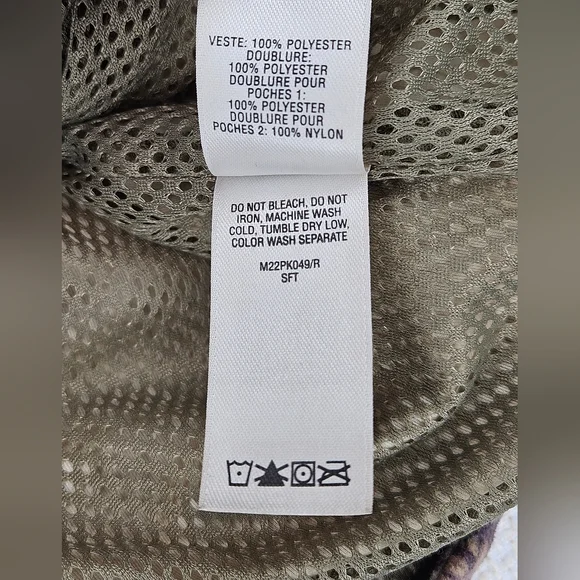 VESTE: 100% POLYESTER
DOUBLURE:
100% POLYESTER
DOUBLURE POUR
POCHES 1:
100% POLYESTER
DOUBLURE POUR
POCHES 2: 100% NYLON
DO NOT BLEACH, DO NOT
IRON, MACHINE WASH
COLD, TUMBLE DRY LOW,
COLOR WASH SEPARATE
M22PK049/R
SFT